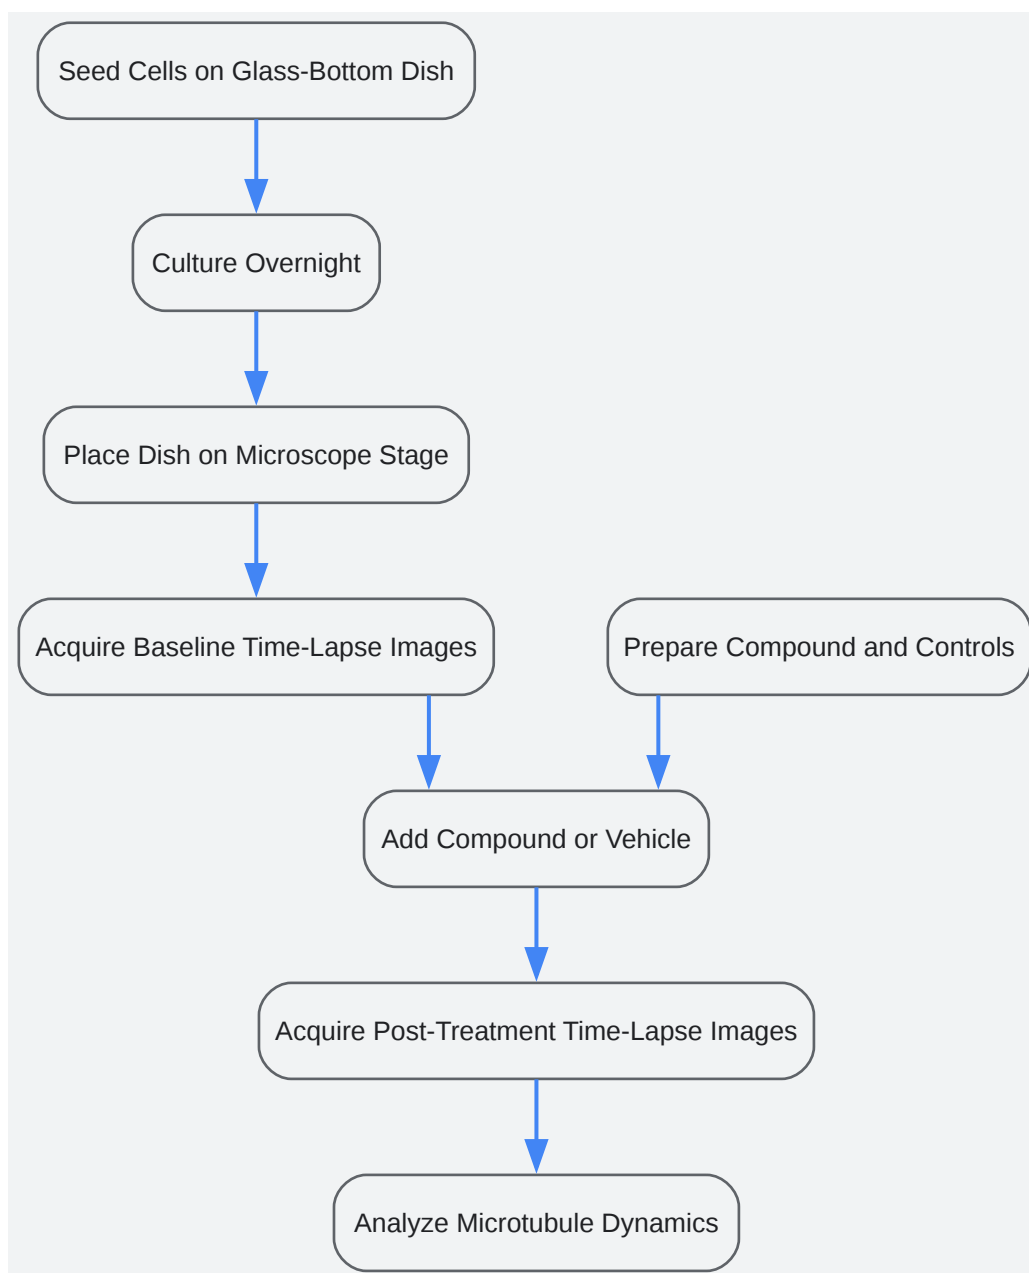 Seed Cells on Glass-Bottom Dish
Culture Overnight
Place Dish on Microscope Stage
Acquire Baseline Time-Lapse Images
Prepare Compound and Controls
Add Compound or Vehicle
Acquire Post-Treatment Time-Lapse Images
Analyze Microtubule Dynamics